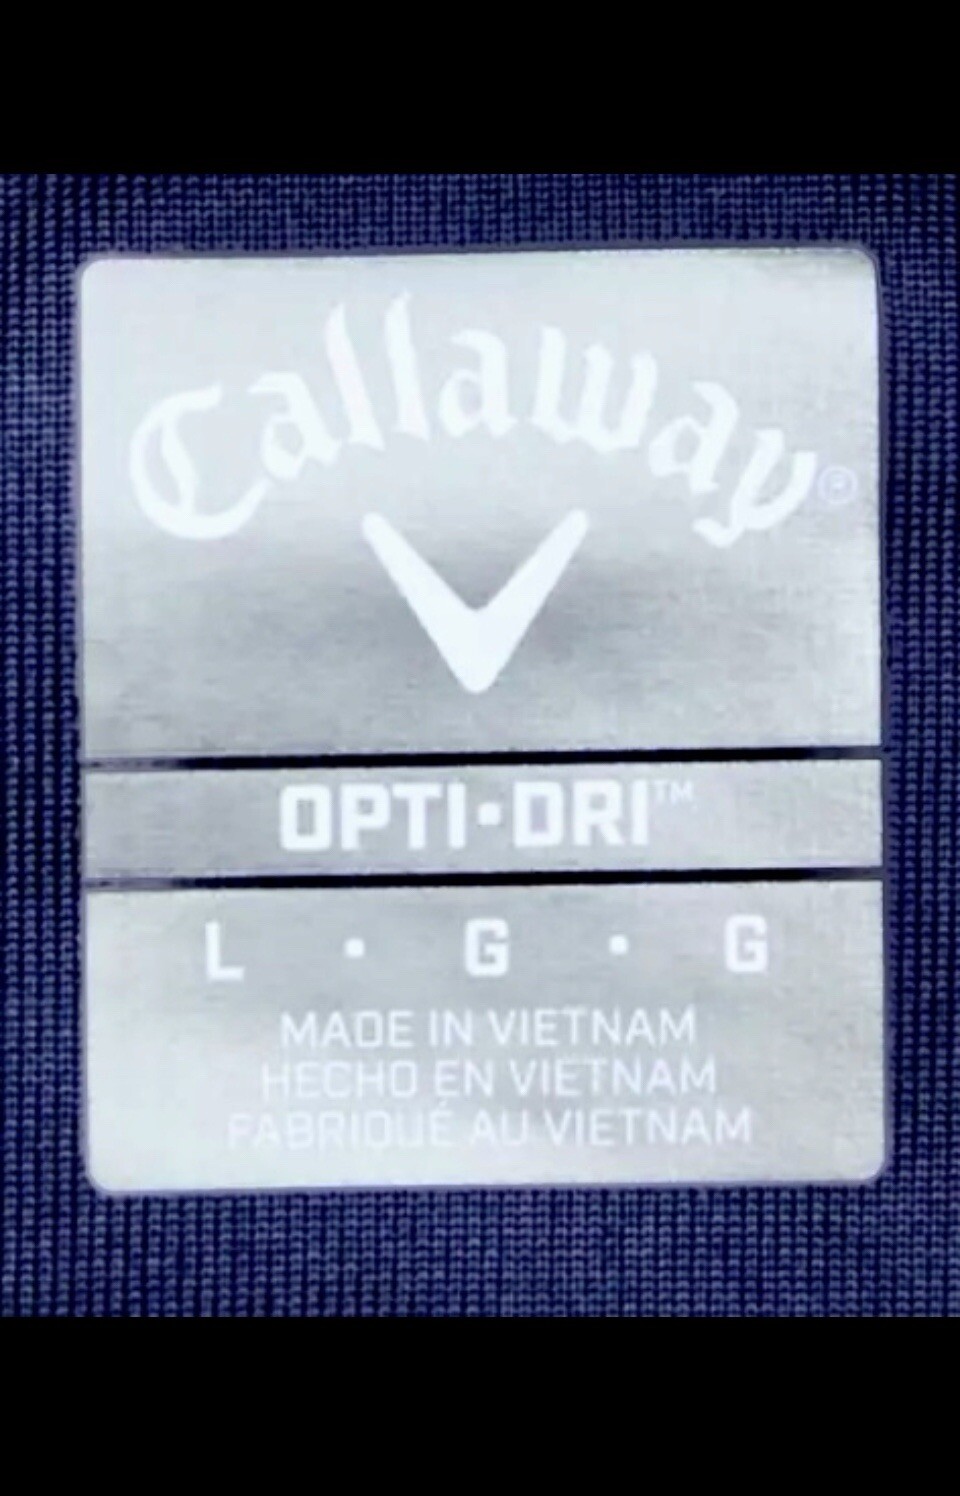 Callaway®
OPTI•DRI™
L • G • G
MADE IN VIETNAM
HECHO EN VIETNAM
FABRIQUÉ AU VIETNAM